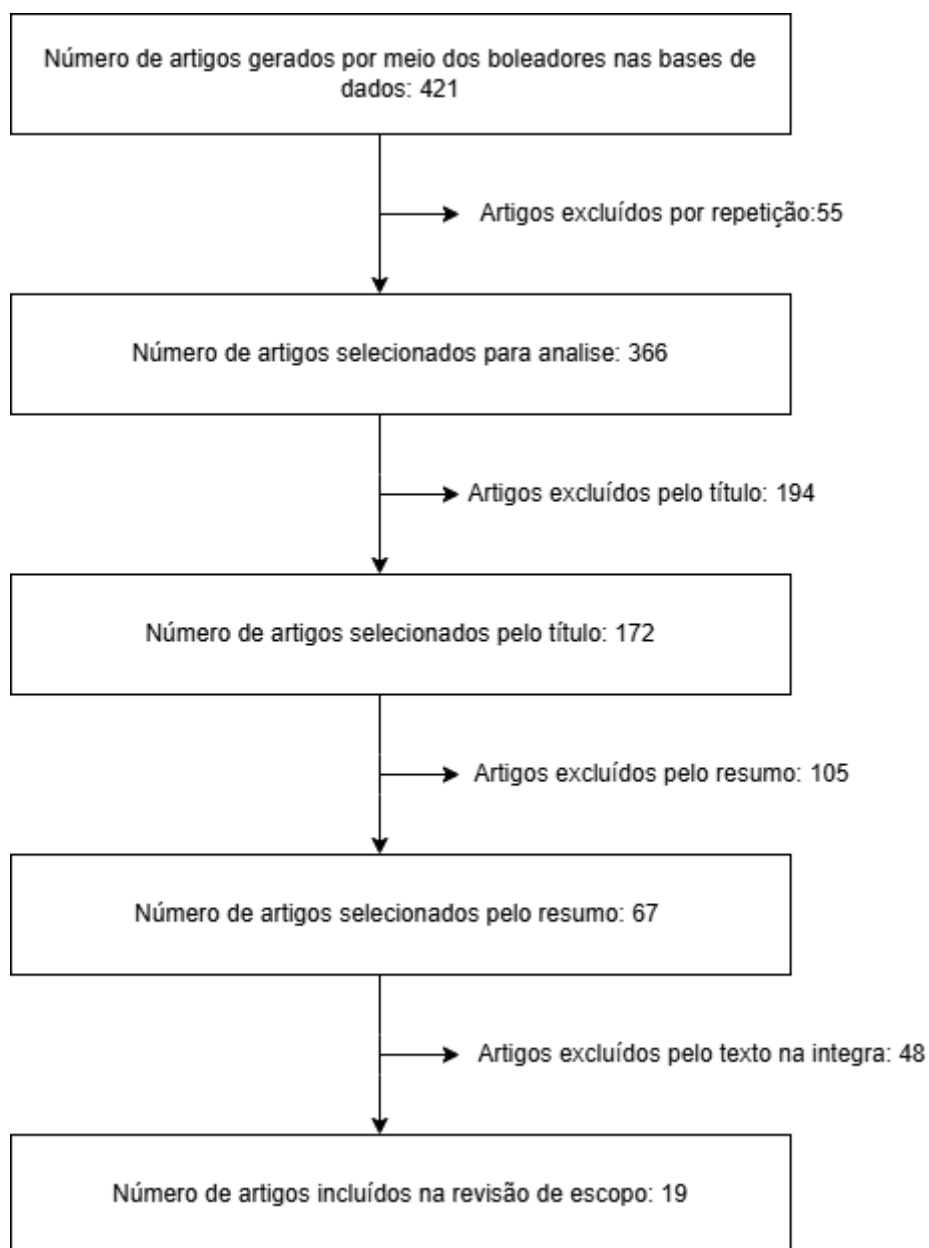 Número de artigos gerados por meio dos boleadores nas bases de
dados: 421
Artigos excluídos por repetição:55
Número de artigos selecionados para analise: 366
Artigos excluídos pelo título: 194
Número de artigos selecionados pelo título: 172
Artigos excluídos pelo resumo: 105
Número de artigos selecionados pelo resumo: 67
Artigos excluídos pelo texto na integra: 48
Número de artigos incluídos na revisão de escopo: 19